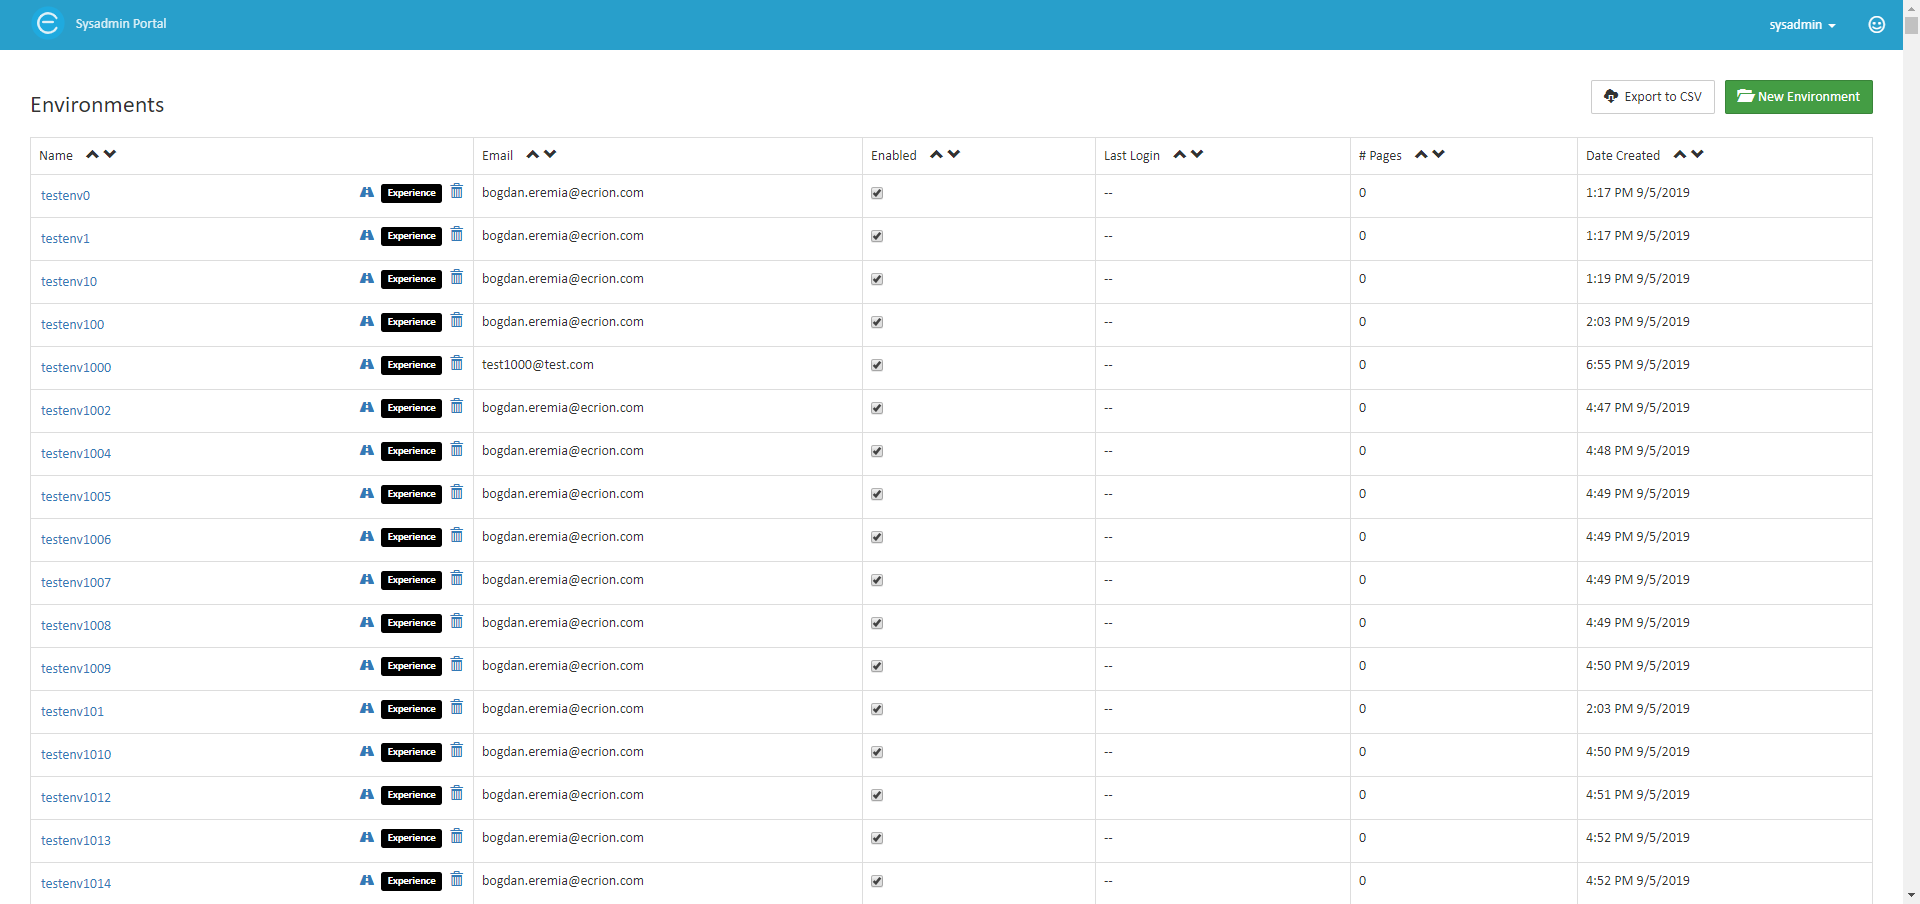 Sysadmin Portal sysadmin
Environments Export to CSV New Environment
Name Email Enabled Last Login # Pages Date Created
testenv0 Experience bogdan.eremia@ecrion.com -- 0 1:17 PM 9/5/2019
testenv1 Experience bogdan.eremia@ecrion.com -- 0 1:17 PM 9/5/2019
testenv10 Experience bogdan.eremia@ecrion.com -- 0 1:19 PM 9/5/2019
testenv100 Experience bogdan.eremia@ecrion.com -- 0 2:03 PM 9/5/2019
testenv1000 Experience test1000@test.com -- 0 6:55 PM 9/5/2019
testenv1002 Experience bogdan.eremia@ecrion.com -- 0 4:47 PM 9/5/2019
testenv1004 Experience bogdan.eremia@ecrion.com -- 0 4:48 PM 9/5/2019
testenv1005 Experience bogdan.eremia@ecrion.com -- 0 4:49 PM 9/5/2019
testenv1006 Experience bogdan.eremia@ecrion.com -- 0 4:49 PM 9/5/2019
testenv1007 Experience bogdan.eremia@ecrion.com -- 0 4:49 PM 9/5/2019
testenv1008 Experience bogdan.eremia@ecrion.com -- 0 4:49 PM 9/5/2019
testenv1009 Experience bogdan.eremia@ecrion.com -- 0 4:50 PM 9/5/2019
testenv101 Experience bogdan.eremia@ecrion.com -- 0 2:03 PM 9/5/2019
testenv1010 Experience bogdan.eremia@ecrion.com -- 0 4:50 PM 9/5/2019
testenv1012 Experience bogdan.eremia@ecrion.com -- 0 4:51 PM 9/5/2019
testenv1013 Experience bogdan.eremia@ecrion.com -- 0 4:52 PM 9/5/2019
testenv1014 Experience bogdan.eremia@ecrion.com -- 0 4:52 PM 9/5/2019